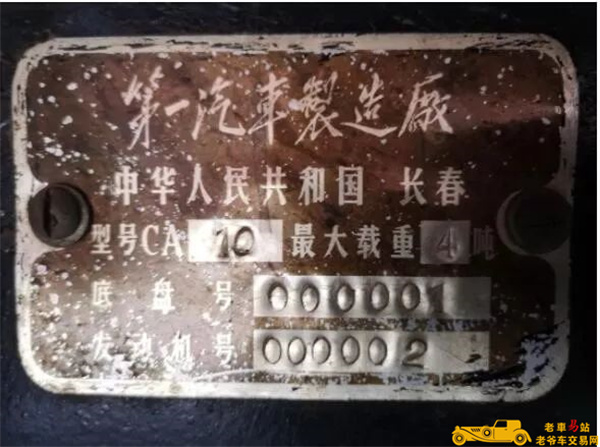 第一汽車製造廠
中华人民共和国 长春
型号CA 10 最大载重 4 吨
底盘号 000001
发动机号 000002
老車易站
老爷车交易网